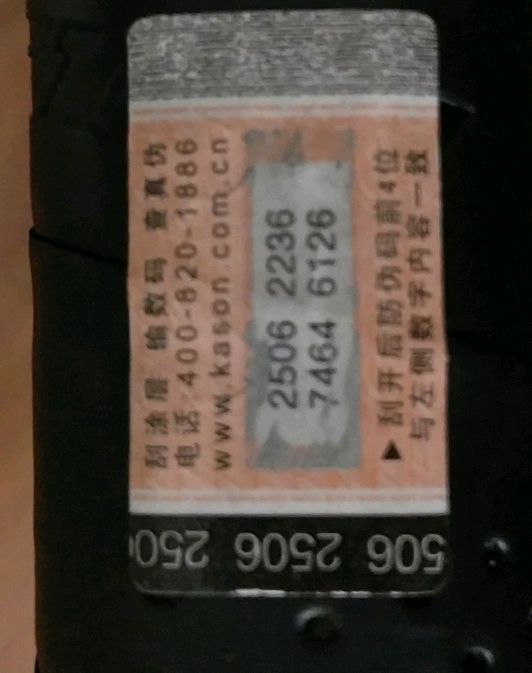 刮涂层 输数码 查真伪
电话:400-820-1886
www.kason.com.cn
2506 2236
7464 6126
▲刮开后防伪码前4位
与左侧数字内容一致
506 2506 2506 250